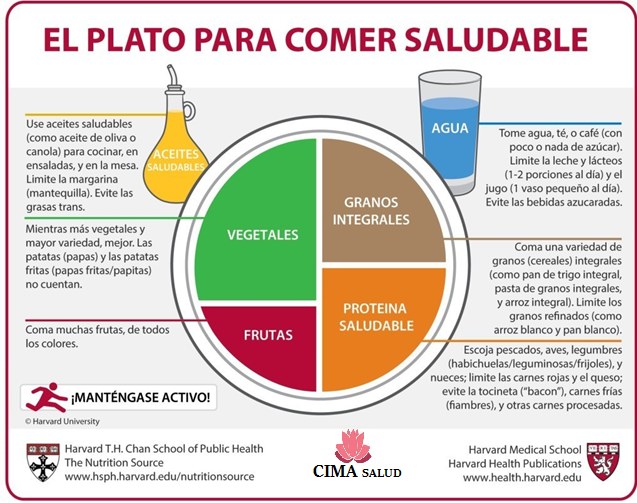 EL PLATO PARA COMER SALUDABLE
Use aceites saludables
(como aceite de oliva o
canola) para cocinar, en
ensaladas, y en la mesa.
Limite la margarina
(mantequilla). Evite las
grasas trans.
ACEITES
SALUDABLES
AGUA
Tome agua, té, o café (con
poco o nada de azúcar).
Limite la leche y lácteos
(1-2 porciones al día) y el
jugo (1 vaso pequeño al día).
Evite las bebidas azucaradas.
VEGETALES
GRANOS
INTEGRALES
Mientras más vegetales y
mayor variedad, mejor. Las
patatas (papas) y las patatas
fritas (papas fritas/papitas)
no cuentan.
Coma una variedad de
granos (cereales) integrales
(como pan de trigo integral,
pasta de granos integrales,
y arroz integral). Limite los
granos refinados (como
arroz blanco y pan blanco).
FRUTAS
PROTEINA
SALUDABLE
Coma muchas frutas, de todos
los colores.
Escoja pescados, aves, legumbres
(habichuelas/leguminosas/frijoles), y
nueces; limite las carnes rojas y el queso;
evite la tocineta ("bacon"), carnes frías
(fiambres), y otras carnes procesadas.
¡MANTÉNGASE ACTIVO!
© Harvard University
Harvard T.H. Chan School of Public Health
The Nutrition Source
www.hsph.harvard.edu/nutritionsource
CIMA SALUD
Harvard Medical School
Harvard Health Publications
www.health.harvard.edu